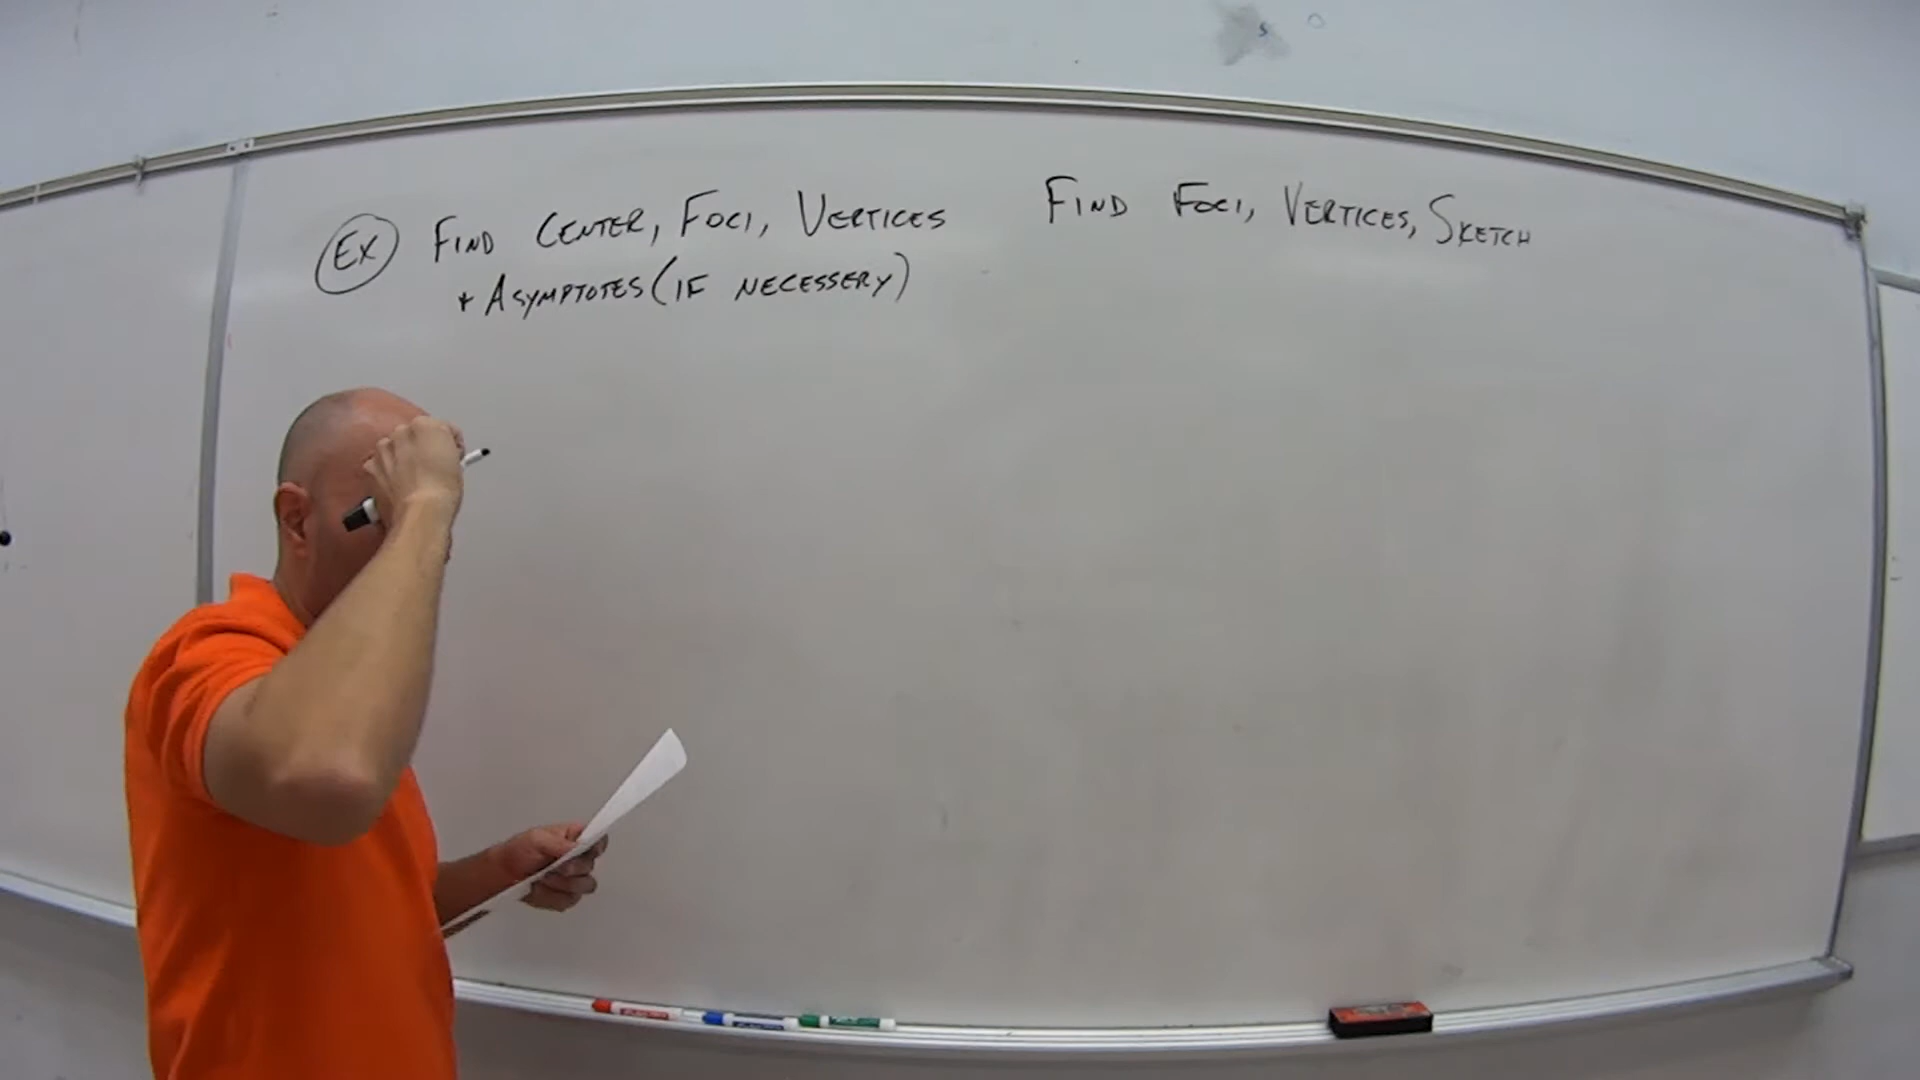 EX FIND CENTER, FOCI, VERTICES
+ ASYMPTOTES (IF NECESSERY)
FIND FOCI, VERTICES, SKETCH